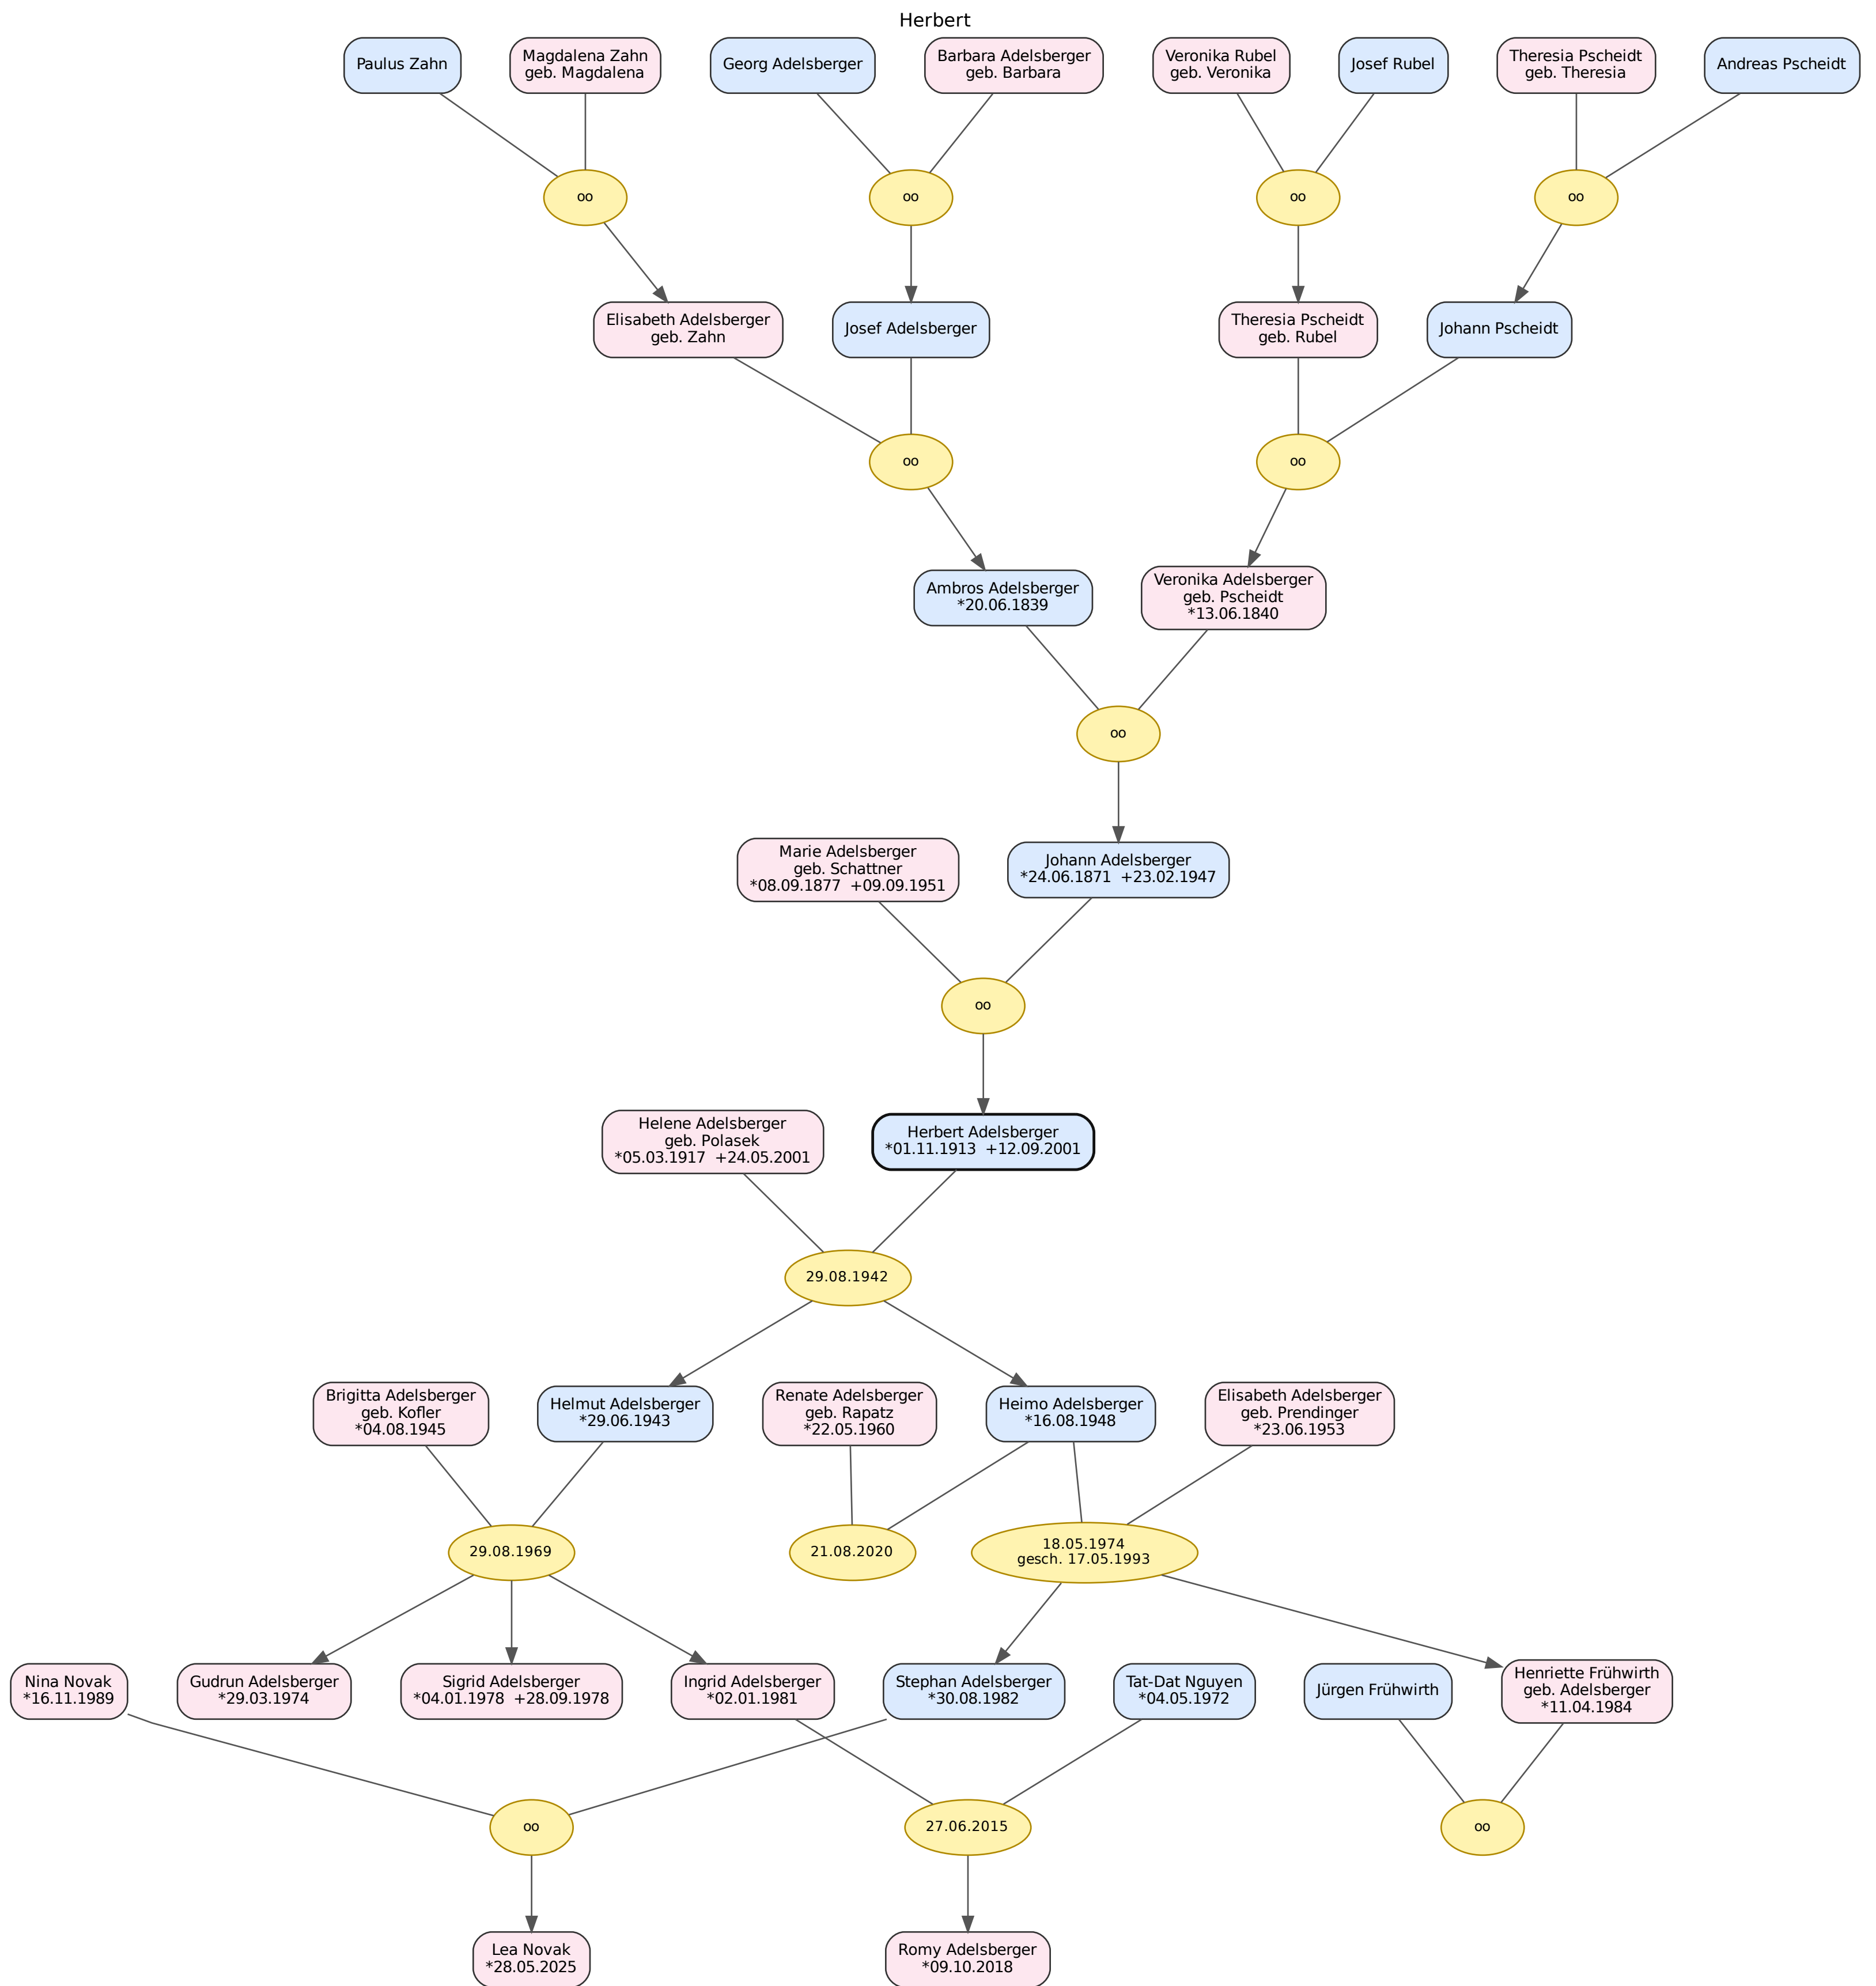 Herbert
Paulus Zahn
Magdalena Zahn
geb. Magdalena
Georg Adelsberger
Barbara Adelsberger
geb. Barbara
Veronika Rubel
geb. Veronika
Josef Rubel
Theresia Pscheidt
geb. Theresia
Andreas Pscheidt
oo
oo
oo
oo
Elisabeth Adelsberger
geb. Zahn
Josef Adelsberger
Theresia Pscheidt
geb. Rubel
Johann Pscheidt
oo
oo
Ambros Adelsberger
*20.06.1839
Veronika Adelsberger
geb. Pscheidt
*13.06.1840
oo
Marie Adelsberger
geb. Schattner
*08.09.1877 +09.09.1951
Johann Adelsberger
*24.06.1871 +23.02.1947
oo
Helene Adelsberger
geb. Polasek
*05.03.1917 +24.05.2001
Herbert Adelsberger
*01.11.1913 +12.09.2001
29.08.1942
Brigitta Adelsberger
geb. Kofler
*04.08.1945
Helmut Adelsberger
*29.06.1943
Renate Adelsberger
geb. Rapatz
*22.05.1960
Heimo Adelsberger
*16.08.1948
Elisabeth Adelsberger
geb. Prendinger
*23.06.1953
29.08.1969
21.08.2020
18.05.1974
gesch. 17.05.1993
Nina Novak
*16.11.1989
Gudrun Adelsberger
*29.03.1974
Sigrid Adelsberger
*04.01.1978 +28.09.1978
Ingrid Adelsberger
*02.01.1981
Stephan Adelsberger
*30.08.1982
Tat-Dat Nguyen
*04.05.1972
Jürgen Frühwirth
Henriette Frühwirth
geb. Adelsberger
*11.04.1984
oo
27.06.2015
oo
Lea Novak
*28.05.2025
Romy Adelsberger
*09.10.2018